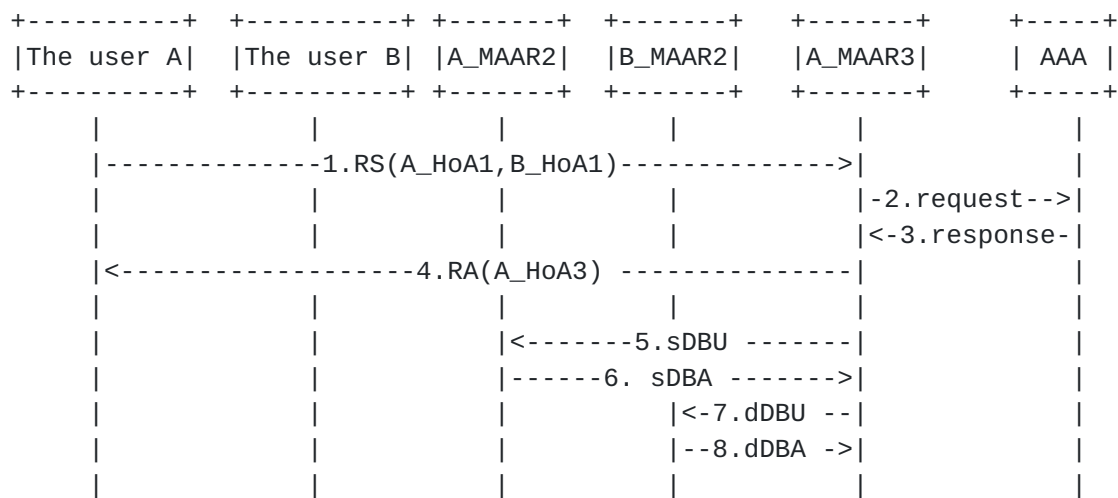 +----------+  +----------+ +-------+  +-------+   +-------+     +-----+
|The user A|  |The user B| |A_MAAR2|  |B_MAAR2|   |A_MAAR3|     | AAA |
+----------+  +----------+ +-------+  +-------+   +-------+     +-----+
     |             |           |          |           |             |
     |--------------1.RS(A_HoA1,B_HoA1)-------------->|             |
     |             |           |          |           |-2.request-->|
     |             |           |          |           |<-3.response-|
     |<-------------------4.RA(A_HoA3) ---------------|             |
     |             |           |          |           |             |
     |             |           |<-------5.sDBU -------|             |
     |             |           |------6. sDBA ------->|             |
     |             |           |          |<-7.dDBU --|             |
     |             |           |          |--8.dDBA ->|             |
     |             |           |          |           |             |